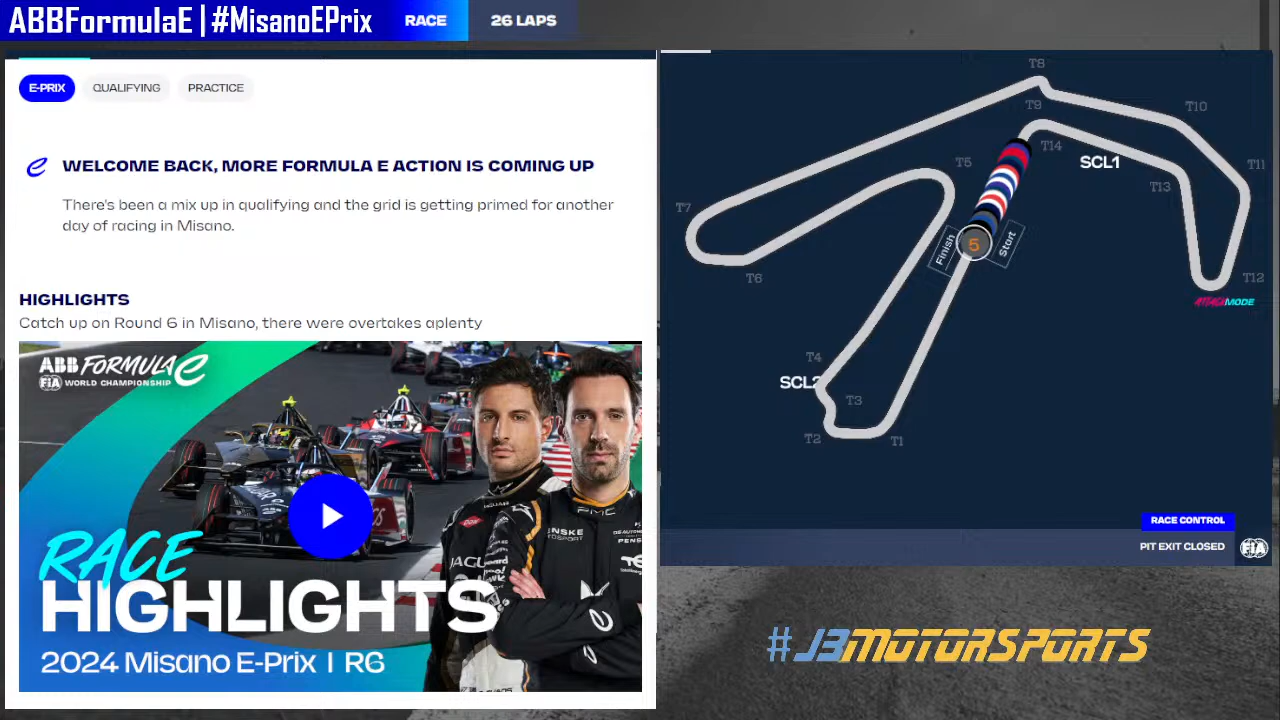 ABBFormulaE | #MisanoEPrix
RACE
26 LAPS
E-PRIX
QUALIFYING
PRACTICE
WELCOME BACK, MORE FORMULA E ACTION IS COMING UP
There's been a mix up in qualifying and the grid is getting primed for another
day of racing in Misano.
HIGHLIGHTS
Catch up on Round 6 in Misano, there were overtakes aplenty
ABB FORMULA E
FIA WORLD CHAMPIONSHIP
JAGUAR
RACE
HIGHLIGHTS
2024 Misano E-Prix | R6
T8
T9
T10
T14
SCL1
T11
T5
T13
T7
5
Finish
Start
T6
T12
ATTACK MODE
T4
SCL2
T3
T2
T1
RACE CONTROL
PIT EXIT CLOSED
FIA
#JBMOTORSPORTS